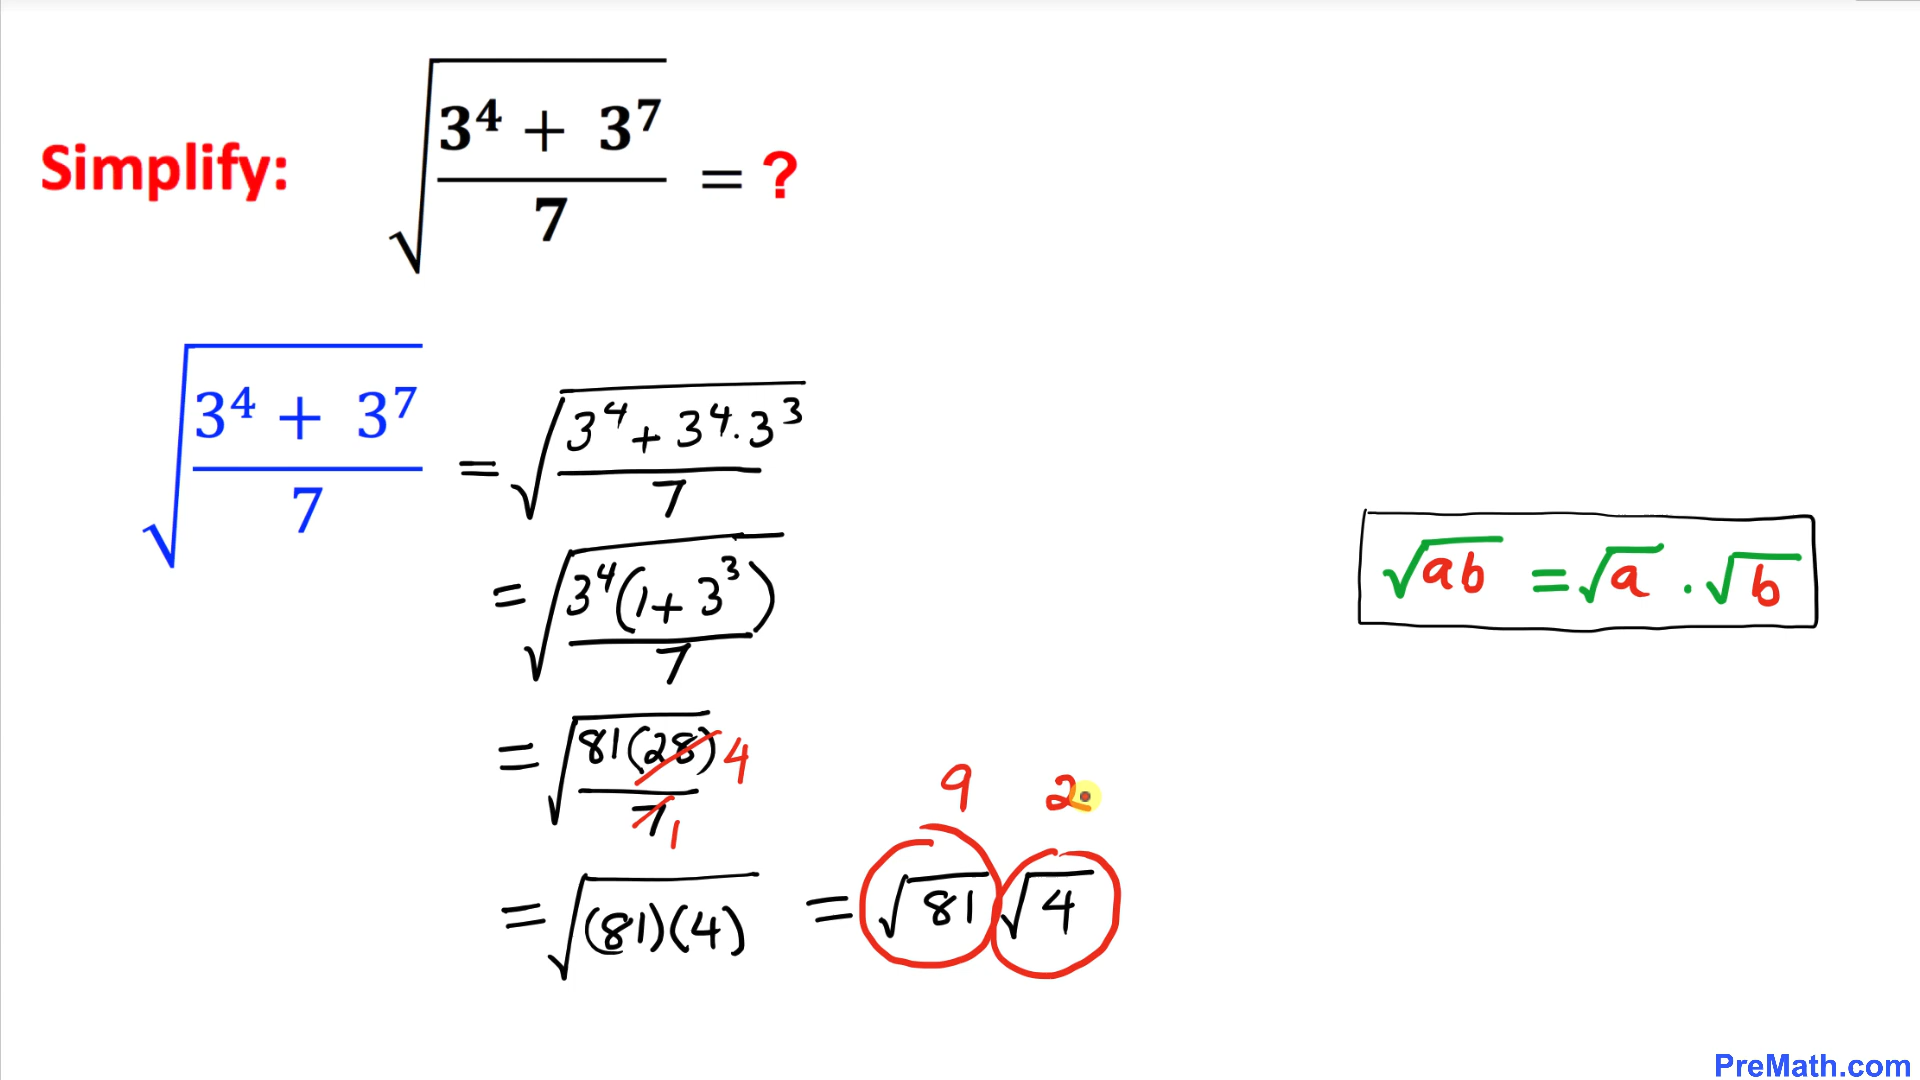 Simplify: √((3⁴ + 3⁷)/7) = ?
√((3⁴ + 3⁷)/7) = √((3⁴ + 3⁴·3³)/7)
= √((3⁴(1 + 3³))/7)
√ab = √a · √b
= √((81(28))/7) 4 1
9 2
= √((81)(4)) = √81 √4
PreMath.com